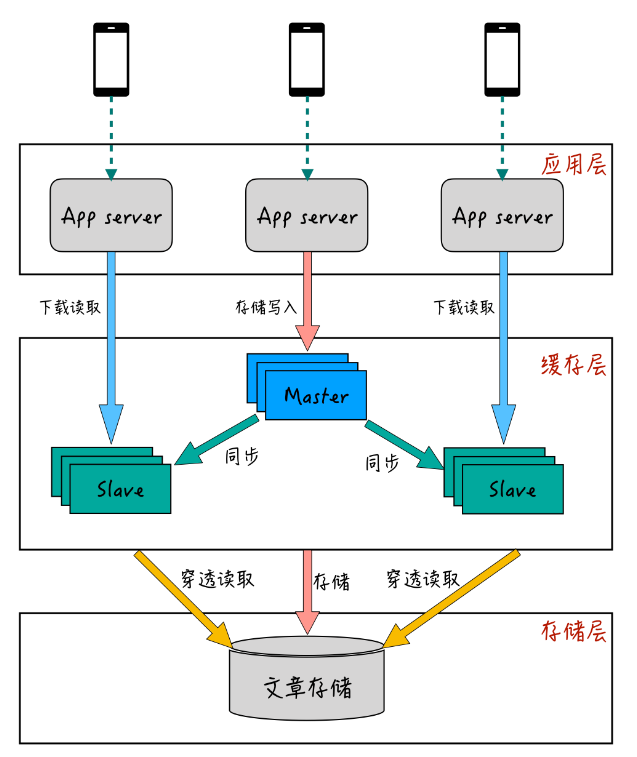 应用层
App server
App server
App server
下载读取
存储写入
下载读取
缓存层
Master
同步
同步
Slave
Slave
穿透读取
存储
穿透读取
存储层
文章存储